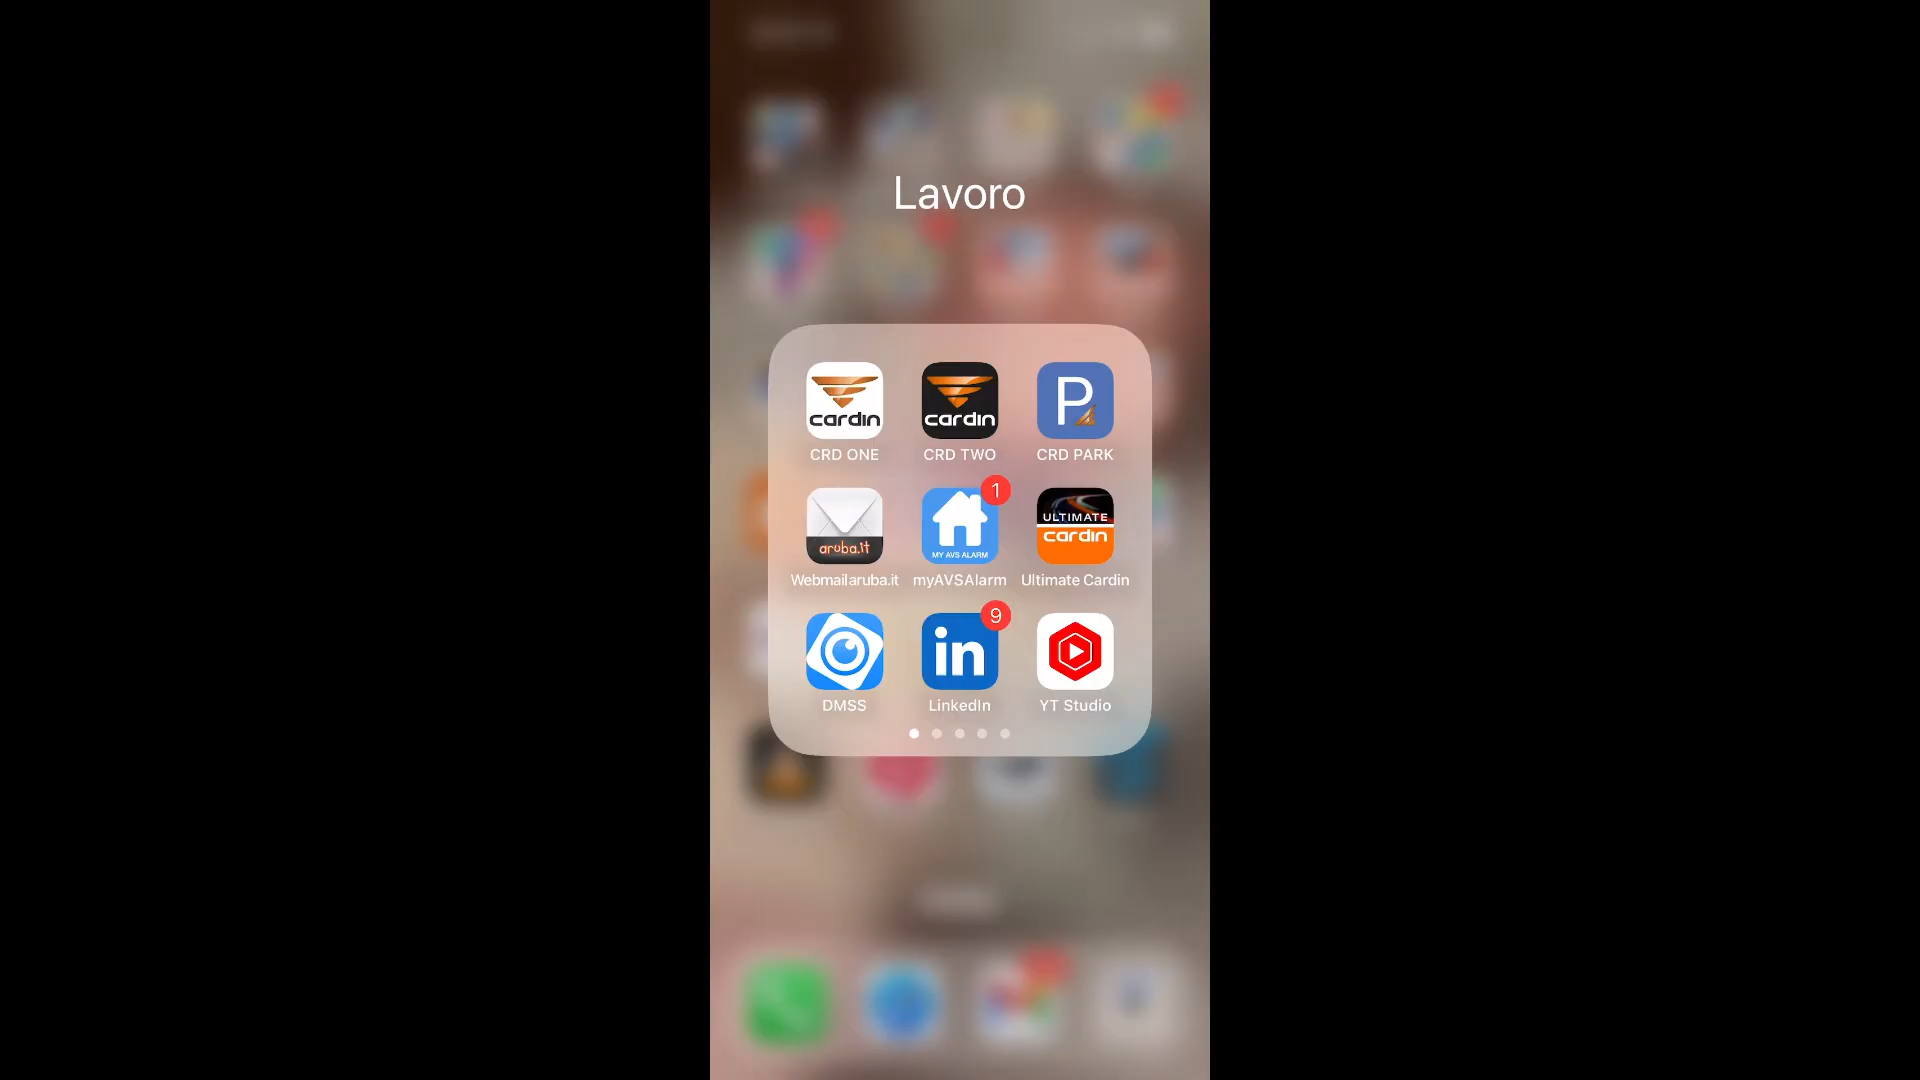 Lavoro
cardin
cardin
P
CRD ONE
CRD TWO
CRD PARK
1
aruba.it
MY AVS ALARM
ULTIMATE
cardin
Webmailaruba.it
myAVSAlarm
Ultimate Cardin
9
in
DMSS
LinkedIn
YT Studio